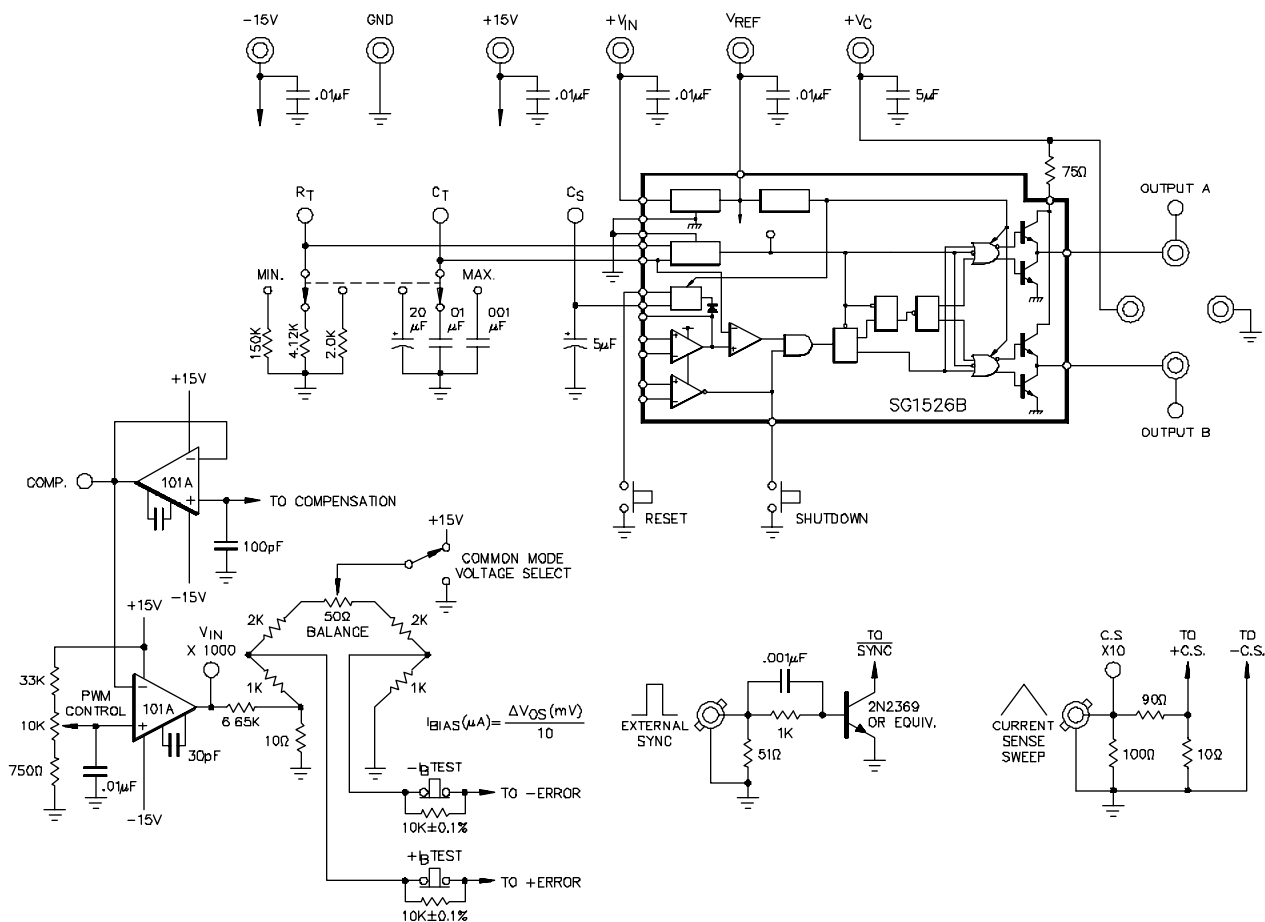 -15V
GND
+15V
+VIN
VREF
+VC
.01µF
.01µF
.01µF
.01µF
5µF
75Ω
OUTPUT A
RT
CT
CS
MIN.
MAX.
150K
4.12K
2.0K
20
µF
.01
µF
.001
µF
5µF
SG1526B
OUTPUT B
+15V
COMP.
101A
TO COMPENSATION
100pF
-15V
RESET
SHUTDOWN
+15V
COMMON MODE
VOLTAGE SELECT
50Ω
BALANCE
2K
2K
1K
1K
+15V
VIN
X 1000
33K
10K
750Ω
PWM
CONTROL
101A
6 65K
10Ω
30pF
.01µF
-15V
IBIAS(µA)= ΔVOS(mV)
10
-IBTEST
TO -ERROR
10K±0.1%
+IBTEST
TO +ERROR
10K±0.1%
TO
SYNC
.001µF
EXTERNAL
SYNC
1K
51Ω
2N2369
OR EQUIV.
C.S
X10
TO
+C.S.
TO
-C.S.
90Ω
CURRENT
SENSE
SWEEP
100Ω
10Ω